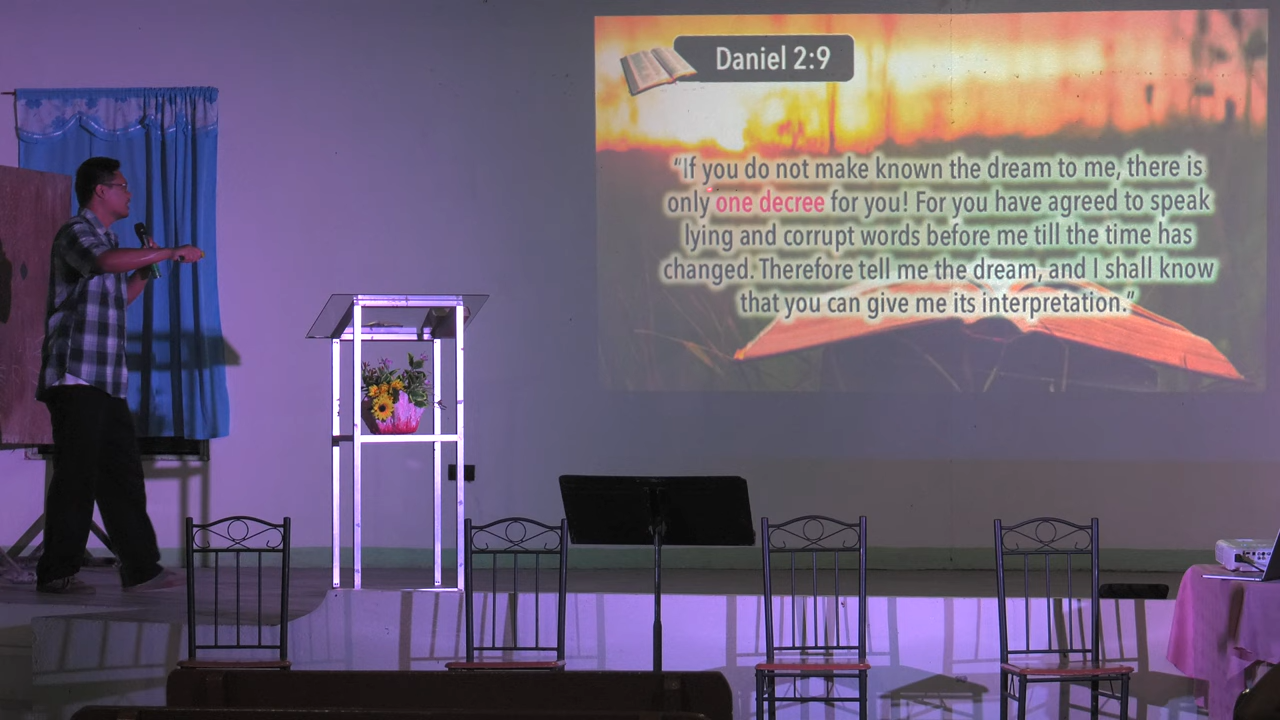 Daniel 2:9
“If you do not make known the dream to me, there is
only one decree for you! For you have agreed to speak
lying and corrupt words before me till the time has
changed. Therefore tell me the dream, and I shall know
that you can give me its interpretation.”